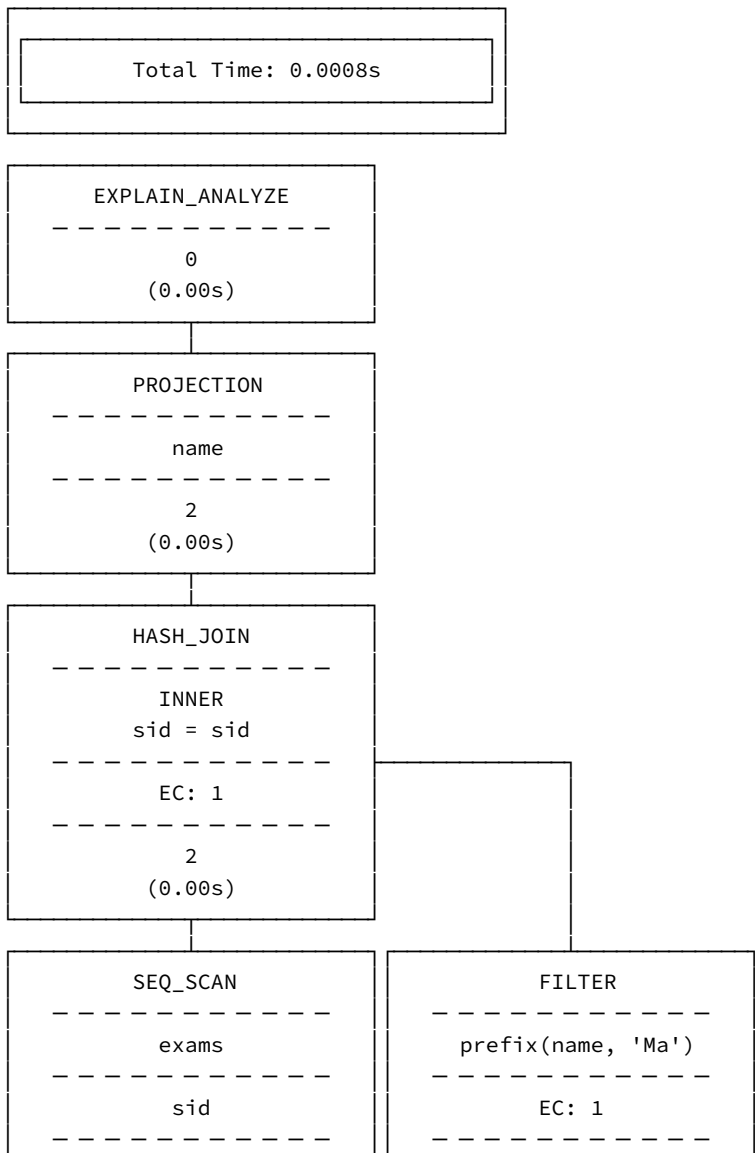 Total Time: 0.0008s
EXPLAIN_ANALYZE
0
(0.00s)
PROJECTION
name
2
(0.00s)
HASH_JOIN
INNER
sid = sid
EC: 1
2
(0.00s)
SEQ_SCAN
exams
sid
FILTER
prefix(name, 'Ma')
EC: 1